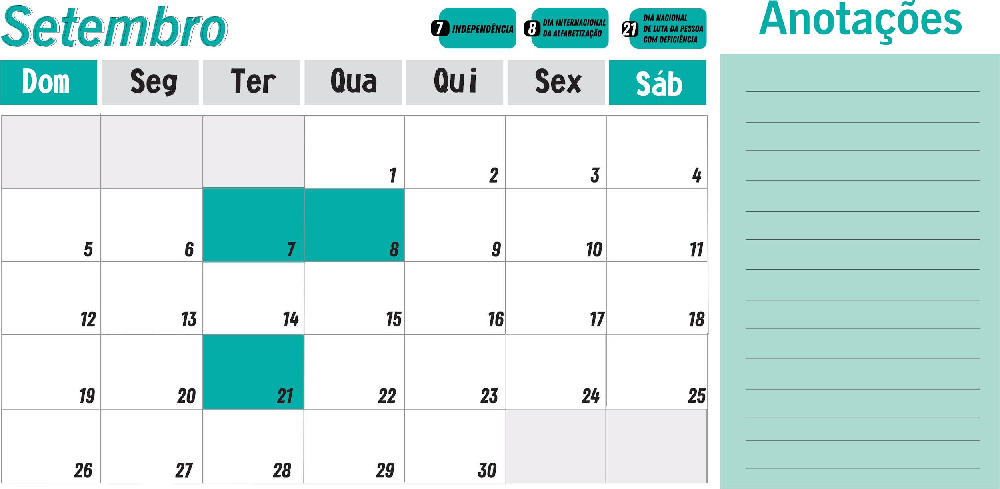 Setembro
7 INDEPENDÊNCIA
8 DIA INTERNACIONAL
DA ALFABETIZAÇÃO
21 DIA NACIONAL
DE LUTA DA PESSOA
COM DEFICIÊNCIA
Anotações
Dom Seg Ter Qua Qui Sex Sáb
1 2 3 4
5 6 7 8 9 10 11
12 13 14 15 16 17 18
19 20 21 22 23 24 25
26 27 28 29 30